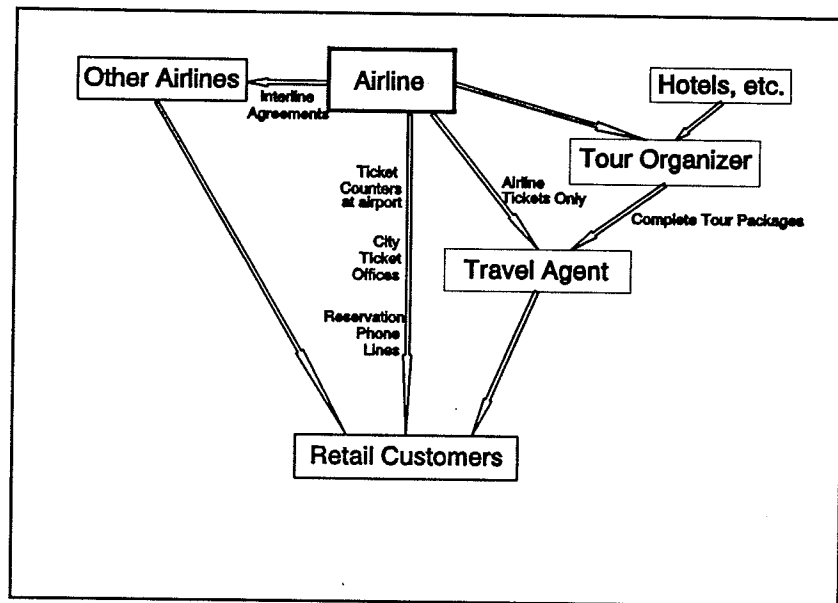 Other Airlines
Airline
Hotels, etc.
Interline
Agreements
Tour Organizer
Ticket
Counters
at airport
Airline
Tickets Only
Complete Tour Packages
City
Ticket
Offices
Travel Agent
Reservation
Phone
Lines
Retail Customers